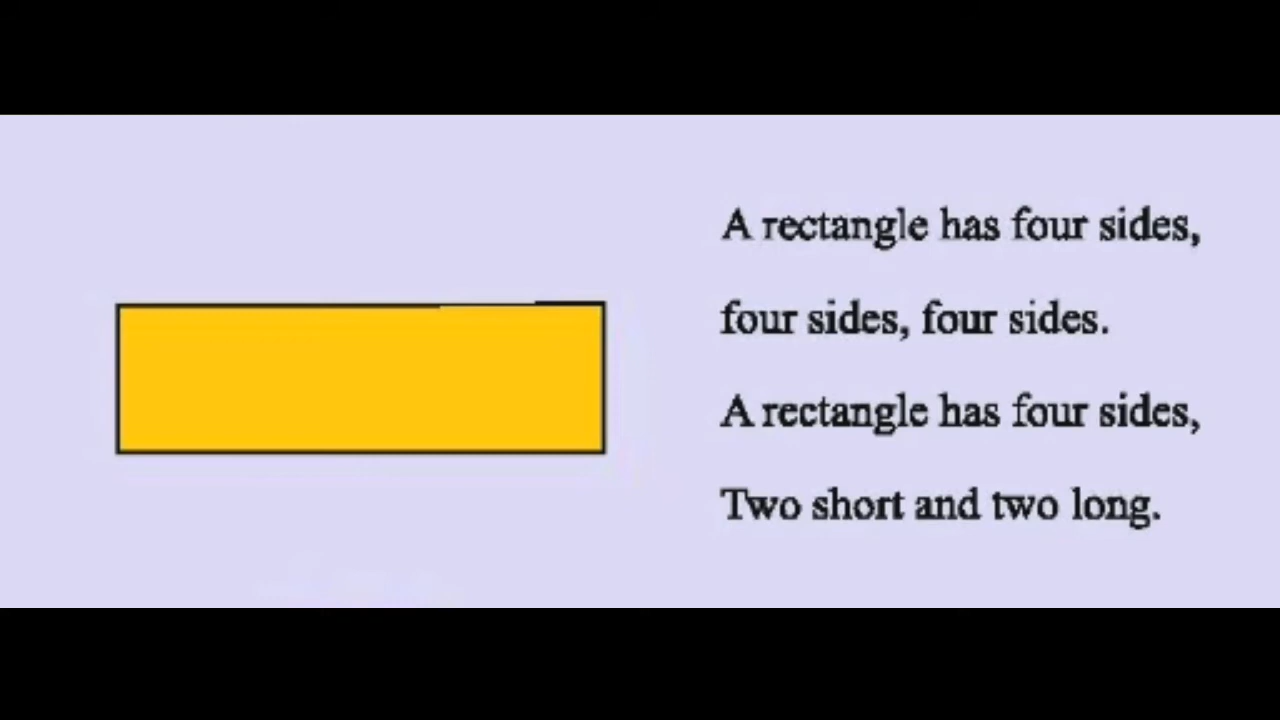 A rectangle has four sides,
four sides, four sides.
A rectangle has four sides,
Two short and two long.